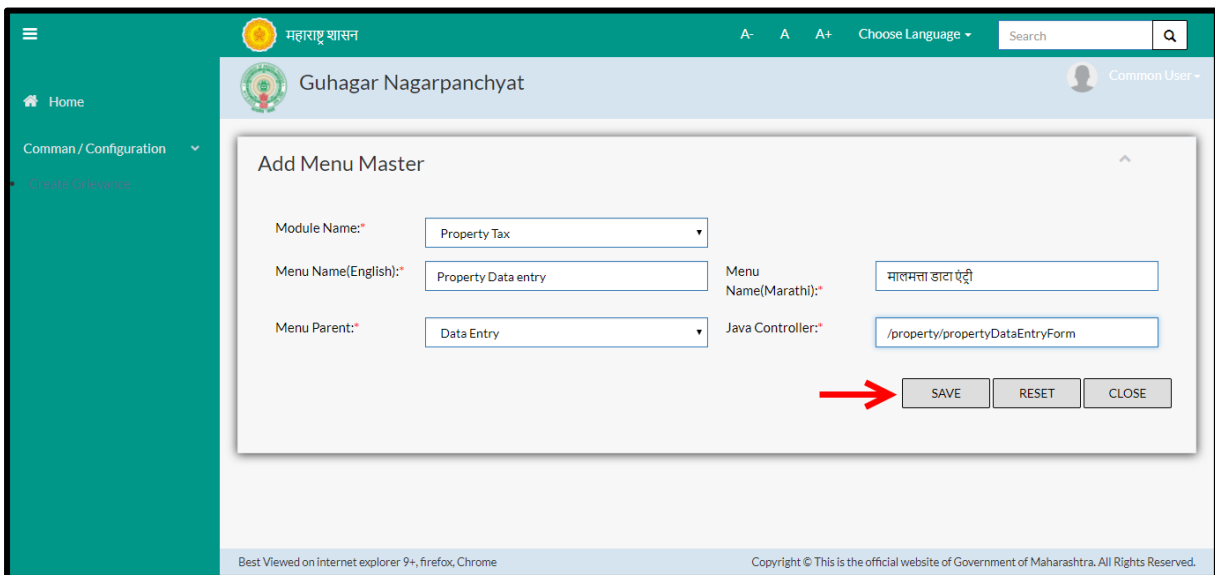 महाराष्ट्र शासन
A- A A+ Choose Language
Search
Guhagar Nagarpanchyat
Common User
Home
Comman / Configuration
Create Grievance
Add Menu Master
Module Name:* Property Tax
Menu Name(English):* Property Data entry
Menu
Name(Marathi):* मालमत्ता डाटा एंट्री
Menu Parent:* Data Entry
Java Controller:* /property/propertyDataEntryForm
SAVE RESET CLOSE
Best Viewed on internet explorer 9+, firefox, Chrome
Copyright © This is the official website of Government of Maharashtra. All Rights Reserved.